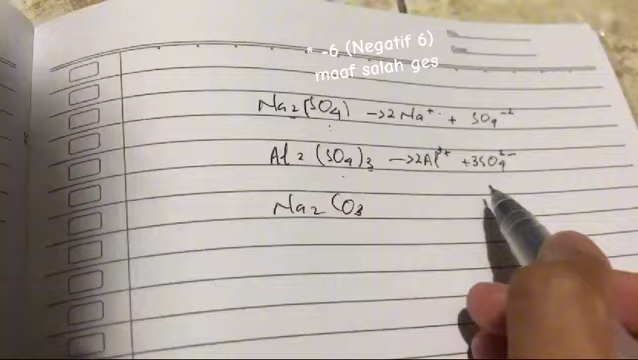 * -6 (Negatif 6)
maaf salah ges
Na₂(SO₄) → 2Na⁺ + SO₄⁻²
Al₂(SO₄)₃ → 2Al³⁺ + 3SO₄²⁻
Na₂CO₃